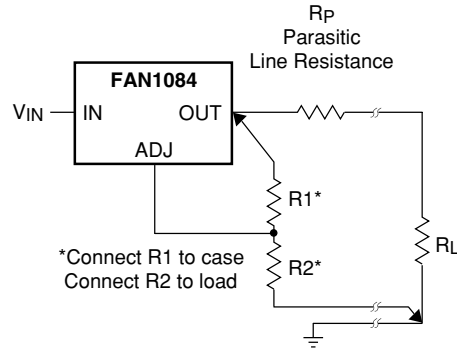 RP
Parasitic
Line Resistance
FAN1084
VIN
IN
OUT
ADJ
R1*
*Connect R1 to case
Connect R2 to load
R2*
RL